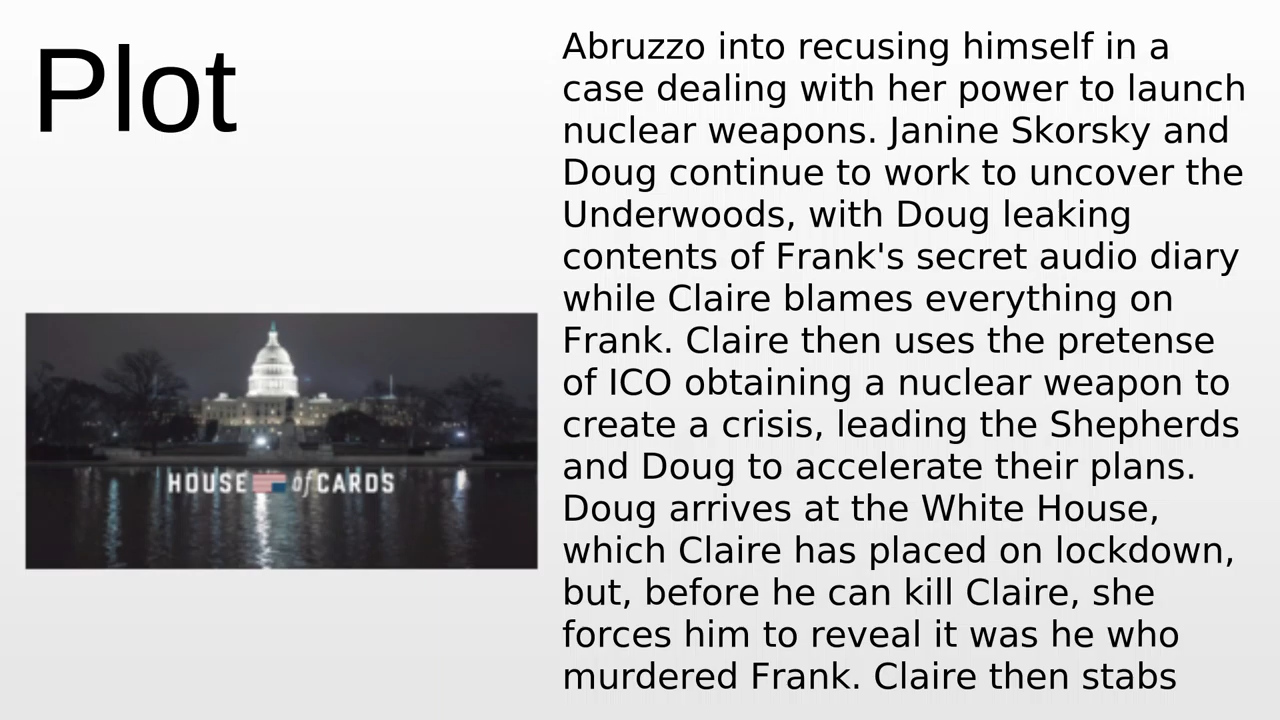 Plot
Abruzzo into recusing himself in a
case dealing with her power to launch
nuclear weapons. Janine Skorsky and
Doug continue to work to uncover the
Underwoods, with Doug leaking
contents of Frank's secret audio diary
while Claire blames everything on
Frank. Claire then uses the pretense
of ICO obtaining a nuclear weapon to
create a crisis, leading the Shepherds
and Doug to accelerate their plans.
Doug arrives at the White House,
which Claire has placed on lockdown,
but, before he can kill Claire, she
forces him to reveal it was he who
murdered Frank. Claire then stabs
HOUSE of CARDS